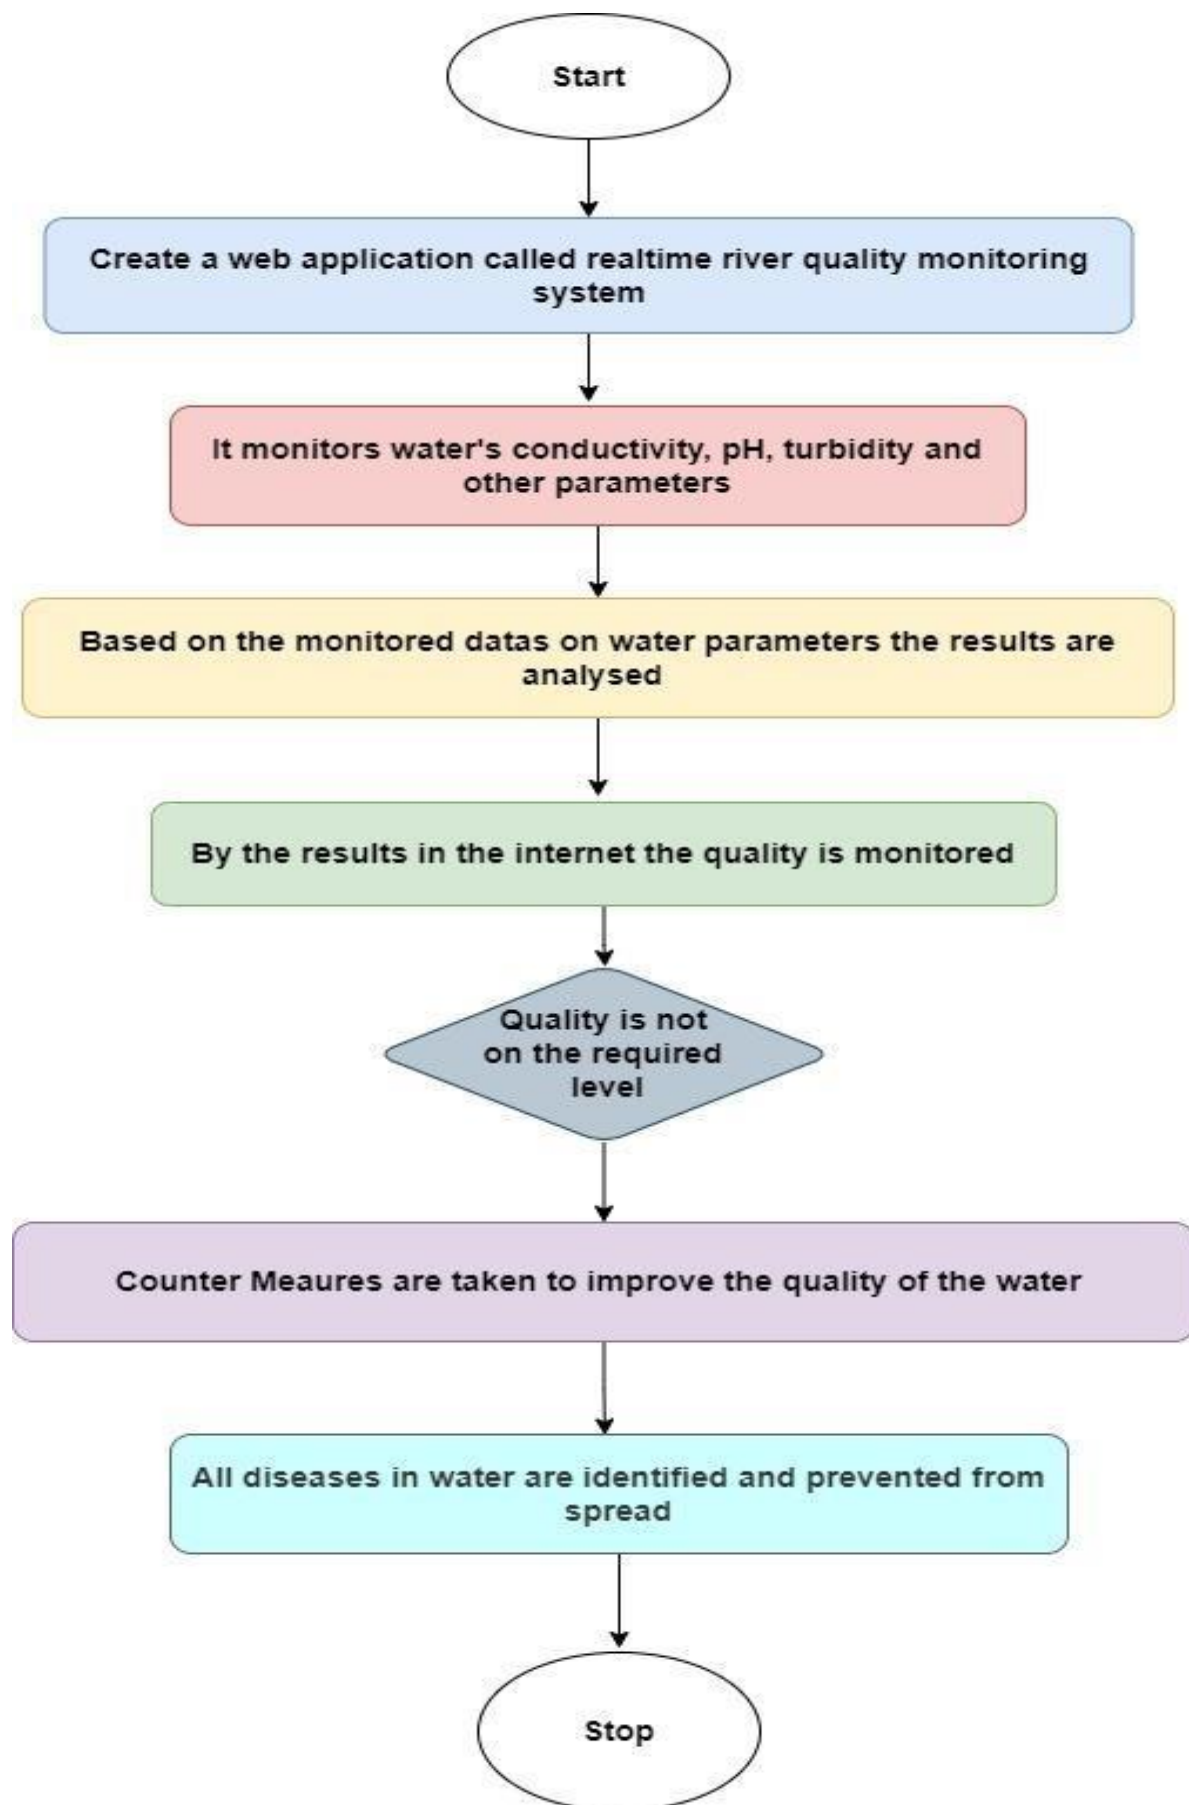 Start
Create a web application called realtime river quality monitoring
system
It monitors water's conductivity, pH, turbidity and
other parameters
Based on the monitored datas on water parameters the results are
analysed
By the results in the internet the quality is monitored
Quality is not
on the required
level
Counter Meaures are taken to improve the quality of the water
All diseases in water are identified and prevented from
spread
Stop